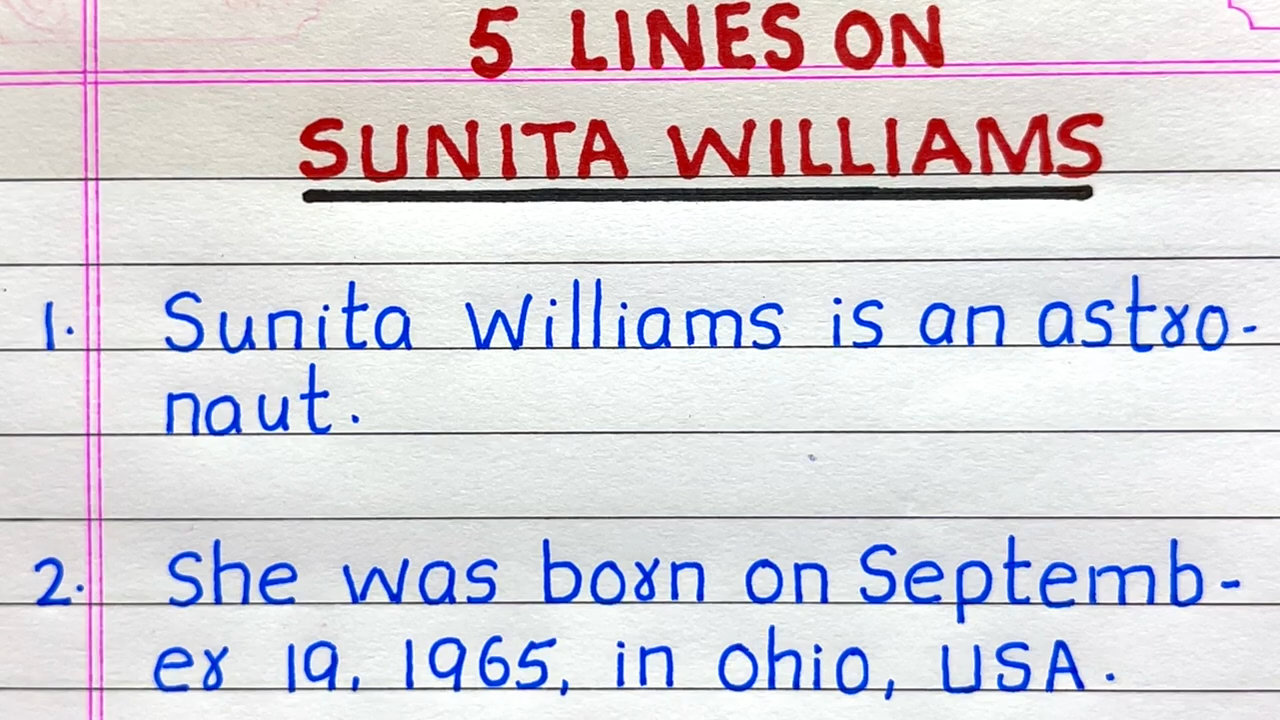 5 LINES ON
SUNITA WILLIAMS
1. Sunita Williams is an astro-
naut.
2. She was born on Septemb-
er 19, 1965, in ohio, USA.